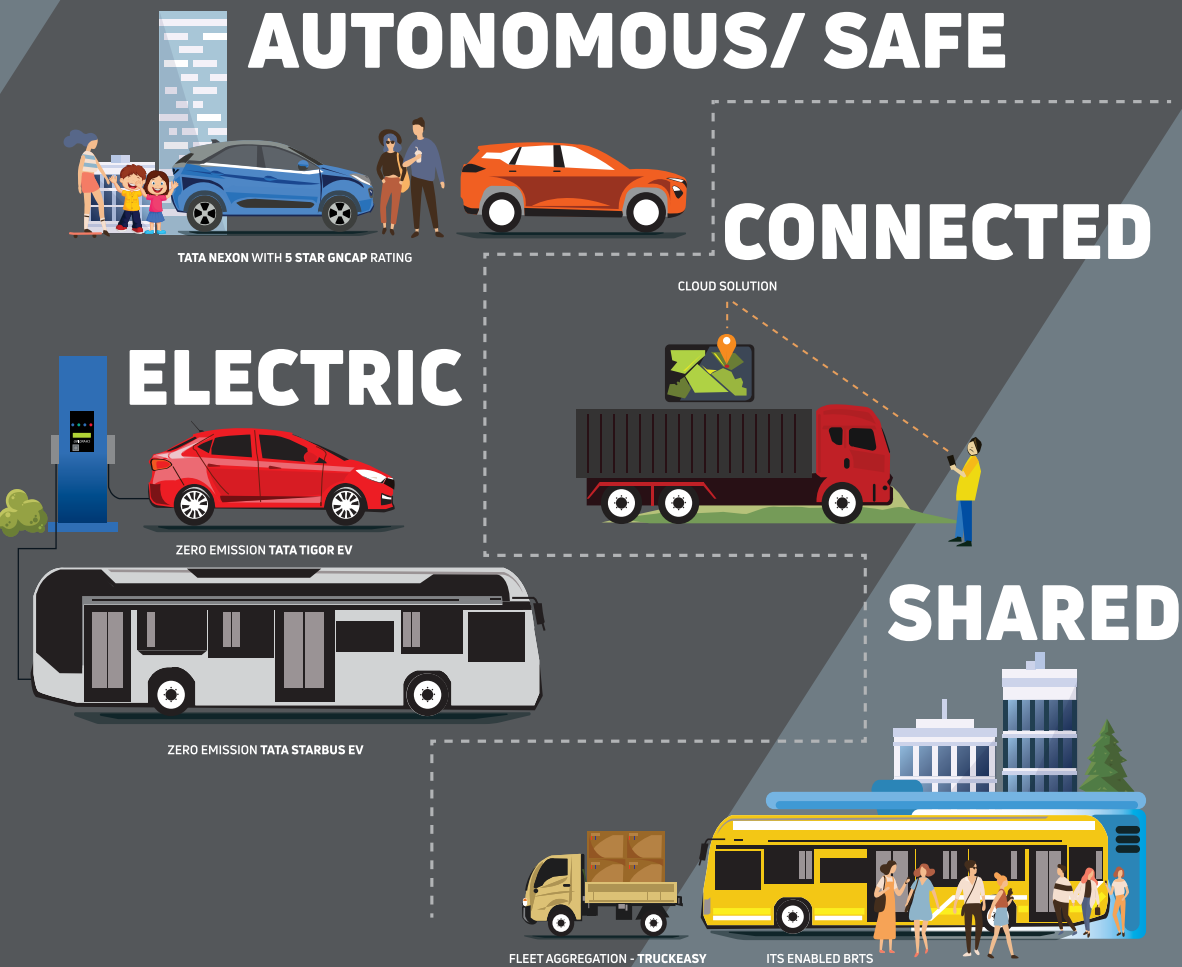 AUTONOMOUS/ SAFE
TATA NEXON WITH 5 STAR GNCAP RATING
CONNECTED
CLOUD SOLUTION
ELECTRIC
ZERO EMISSION TATA TIGOR EV
ZERO EMISSION TATA STARBUS EV
SHARED
FLEET AGGREGATION - TRUCKEASY
ITS ENABLED BRTS